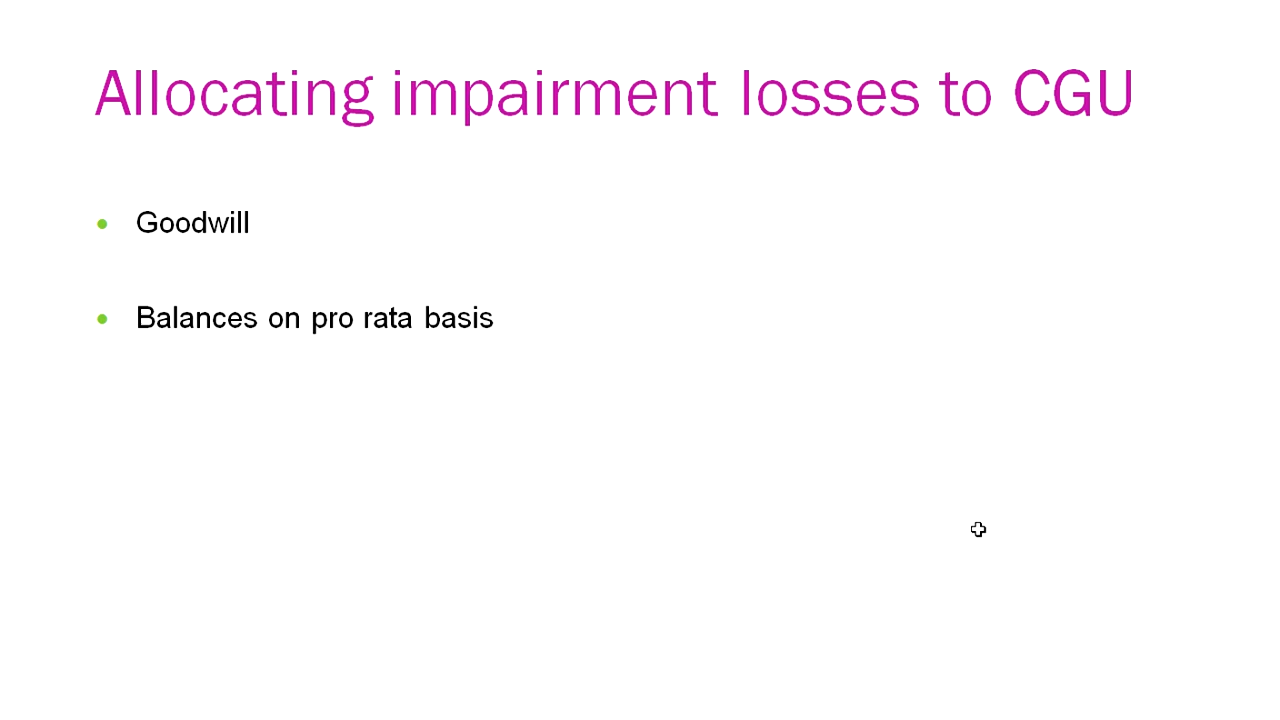 Allocating impairment losses to CGU
• Goodwill
• Balances on pro rata basis